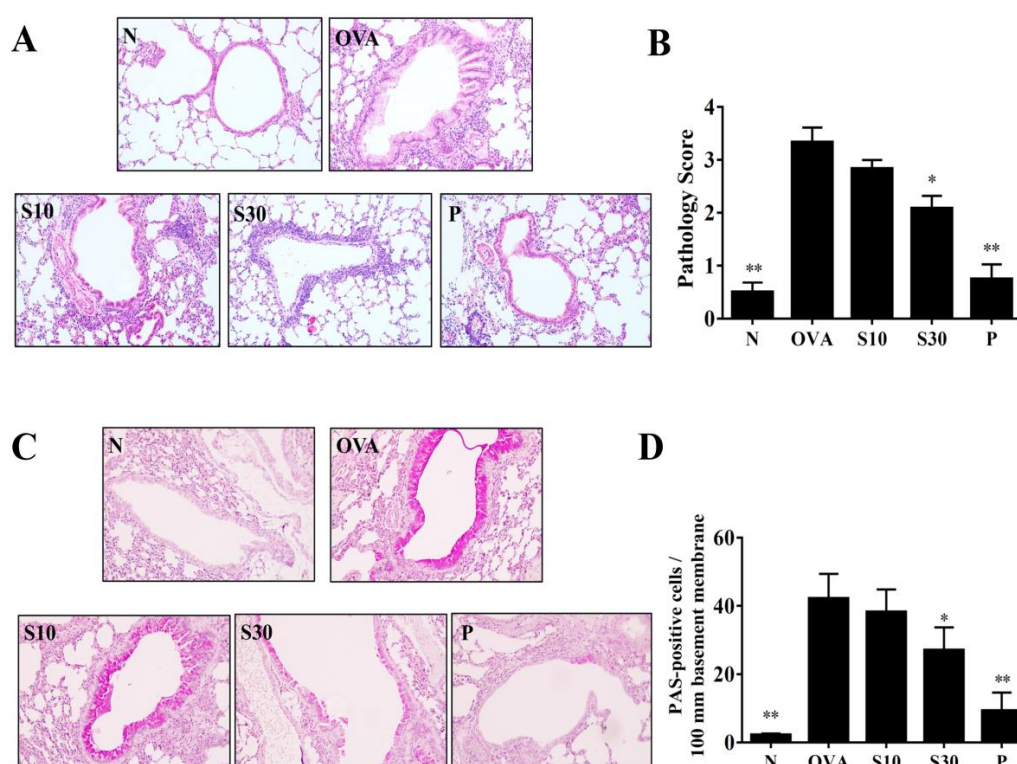 A
N
OVA
S10
S30
P
B
Pathology Score
4
3
2
1
0
**
*
**
N OVA S10 S30 P
C
N
OVA
S10
S30
P
D
PAS-positive cells /
100 mm basement membrane
60
40
20
0
**
*
**
N OVA S10 S30 P